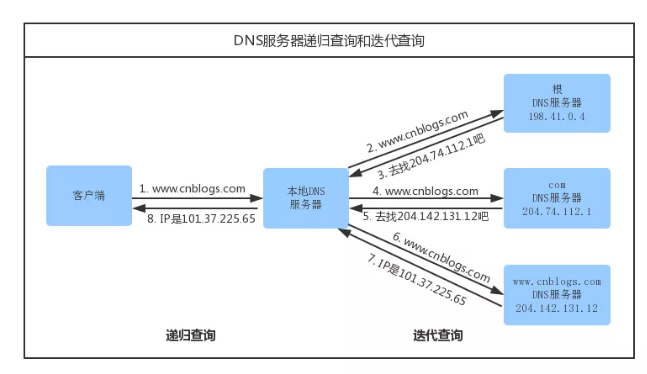 DNS服务器递归查询和迭代查询
根
DNS服务器
198.41.0.4
2. www.cnblogs.com
3. 去找204.74.112.1吧
客户端
1. www.cnblogs.com
8. IP是101.37.225.65
本地DNS
服务器
4. www.cnblogs.com
5. 去找204.142.131.12吧
com
DNS服务器
204.74.112.1
6. www.cnblogs.com
7. IP是101.37.225.65
www.cnblogs.com
DNS服务器
204.142.131.12
递归查询
迭代查询